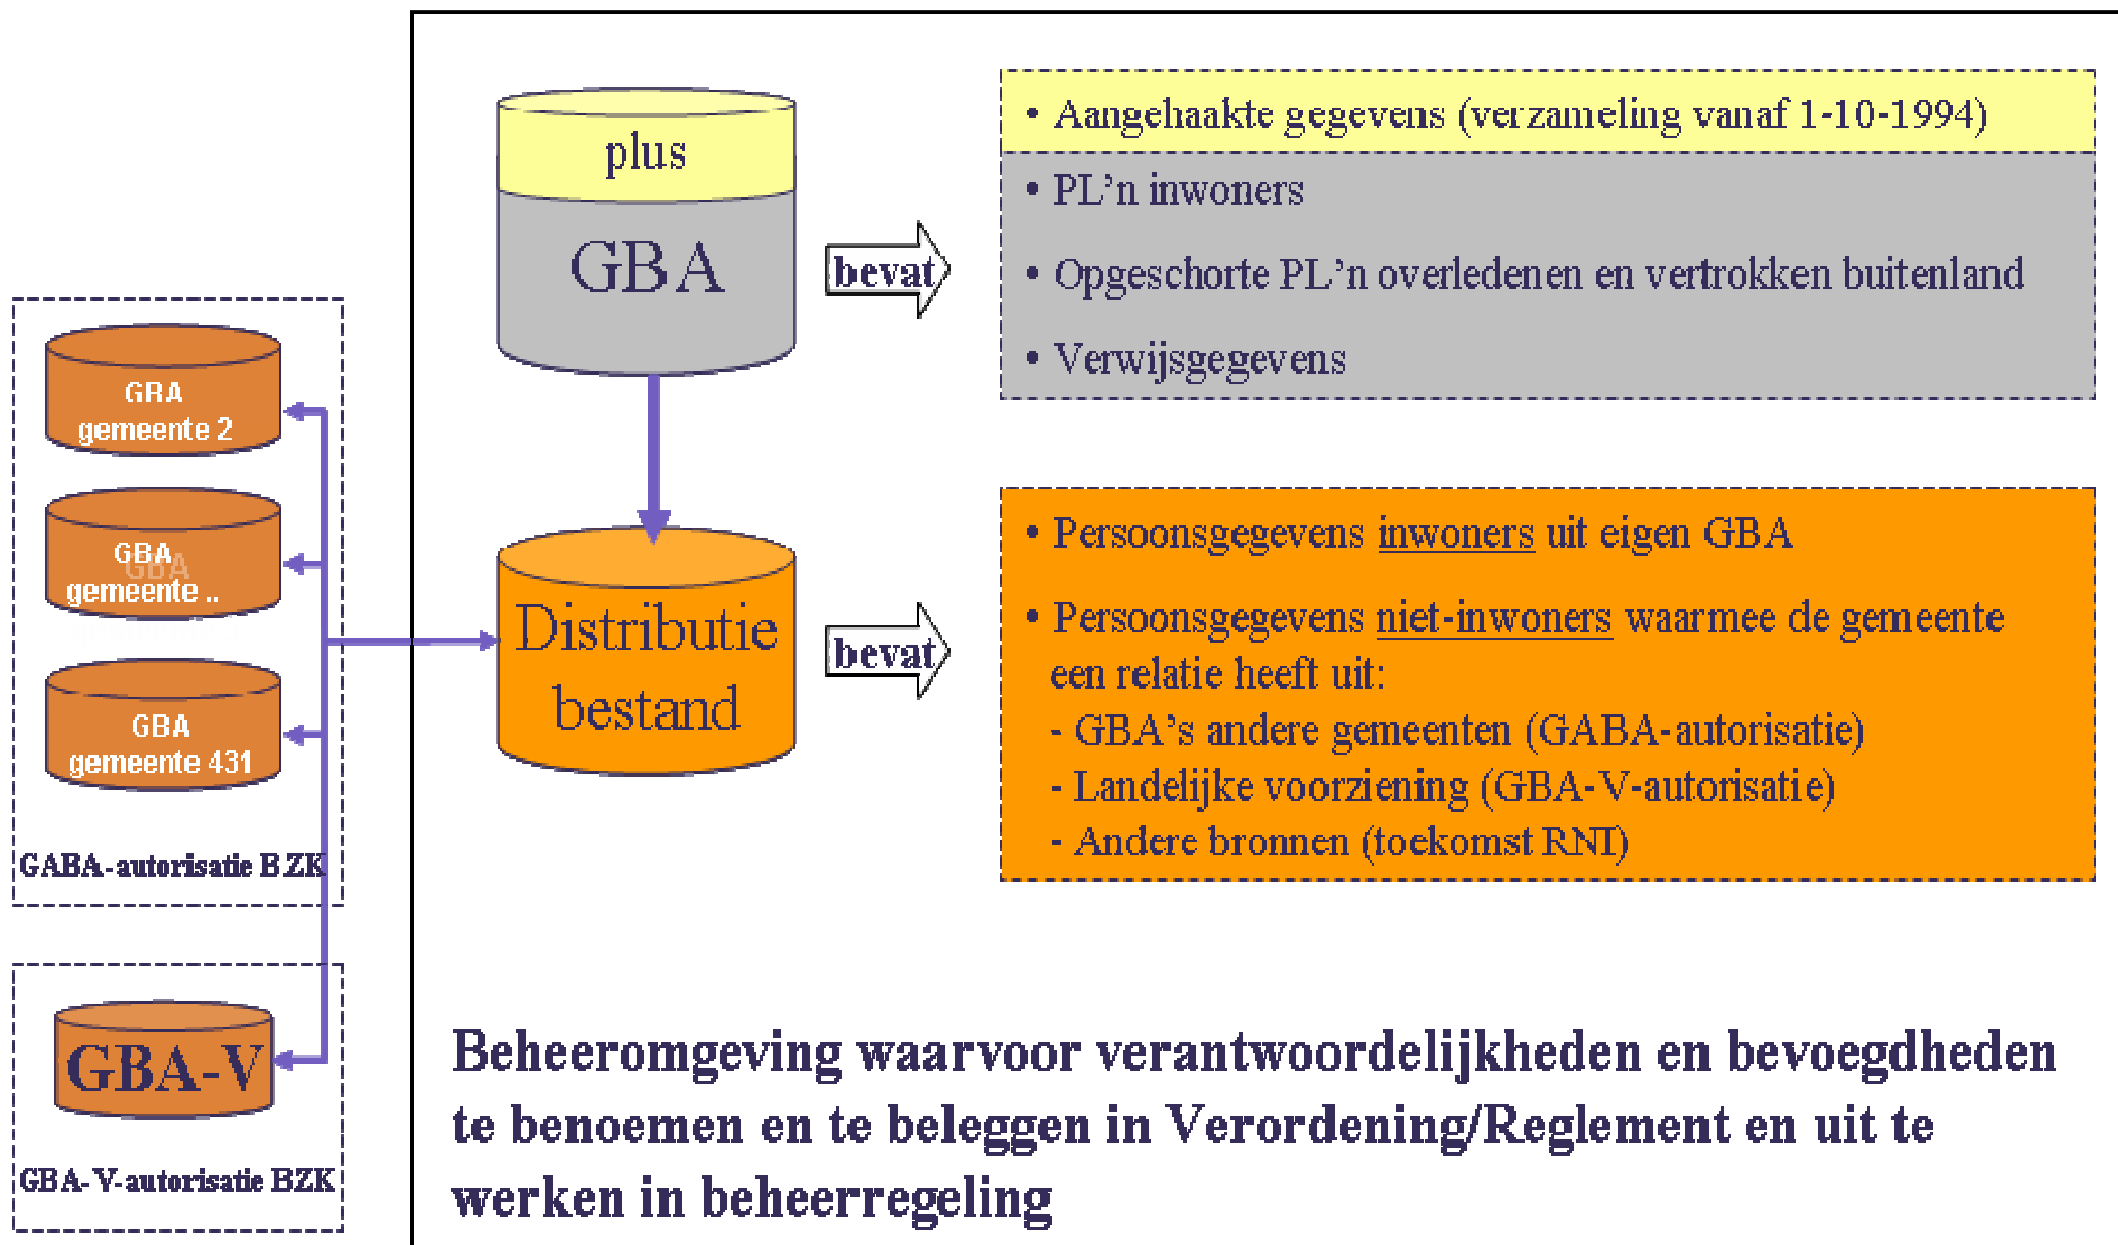 plus
GBA
bevat
• Aangehaakte gegevens (verzameling vanaf 1-10-1994)
• PL’n inwoners
• Opgeschorte PL’n overledenen en vertrokken buitenland
• Verwijsgegevens
GBA
gemeente 2
GBA
gemeente ..
GBA
GBA
gemeente 431
GABA-autorisatie BZK
GBA-V
GBA-V-autorisatie BZK
Distributie
bestand
bevat
• Persoonsgegevens inwoners uit eigen GBA
• Persoonsgegevens niet-inwoners waarmee de gemeente
een relatie heeft uit:
- GBA’s andere gemeenten (GABA-autorisatie)
- Landelijke voorziening (GBA-V-autorisatie)
- Andere bronnen (toekomst RNI)
Beheeromgeving waarvoor verantwoordelijkheden en bevoegdheden
te benoemen en te beleggen in Verordening/Reglement en uit te
werken in beheerregeling